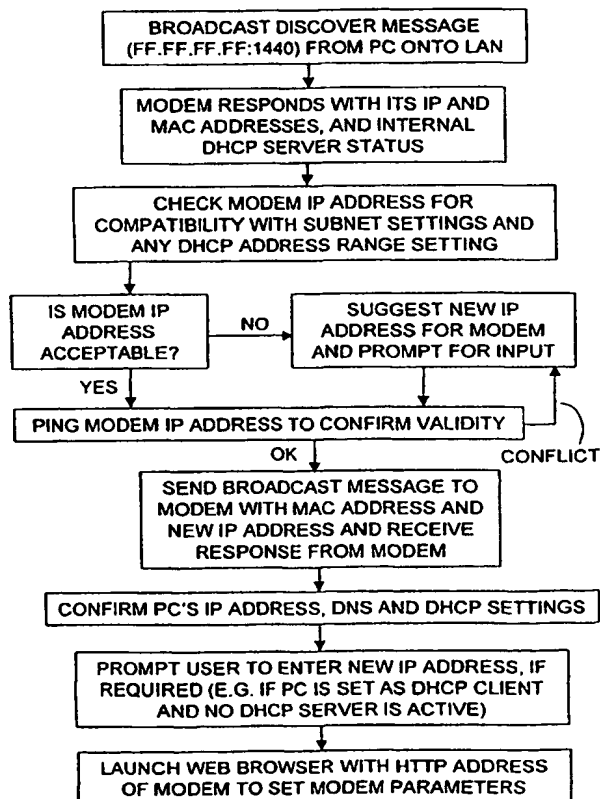 BROADCAST DISCOVER MESSAGE
(FF.FF.FF.FF:1440) FROM PC ONTO LAN
MODEM RESPONDS WITH ITS IP AND
MAC ADDRESSES, AND INTERNAL
DHCP SERVER STATUS
CHECK MODEM IP ADDRESS FOR
COMPATIBILITY WITH SUBNET SETTINGS AND
ANY DHCP ADDRESS RANGE SETTING
IS MODEM IP
ADDRESS
ACCEPTABLE?
NO
SUGGEST NEW IP
ADDRESS FOR MODEM
AND PROMPT FOR INPUT
YES
PING MODEM IP ADDRESS TO CONFIRM VALIDITY
OK
CONFLICT
SEND BROADCAST MESSAGE TO
MODEM WITH MAC ADDRESS AND
NEW IP ADDRESS AND RECEIVE
RESPONSE FROM MODEM
CONFIRM PC'S IP ADDRESS, DNS AND DHCP SETTINGS
PROMPT USER TO ENTER NEW IP ADDRESS, IF
REQUIRED (E.G. IF PC IS SET AS DHCP CLIENT
AND NO DHCP SERVER IS ACTIVE)
LAUNCH WEB BROWSER WITH HTTP ADDRESS
OF MODEM TO SET MODEM PARAMETERS